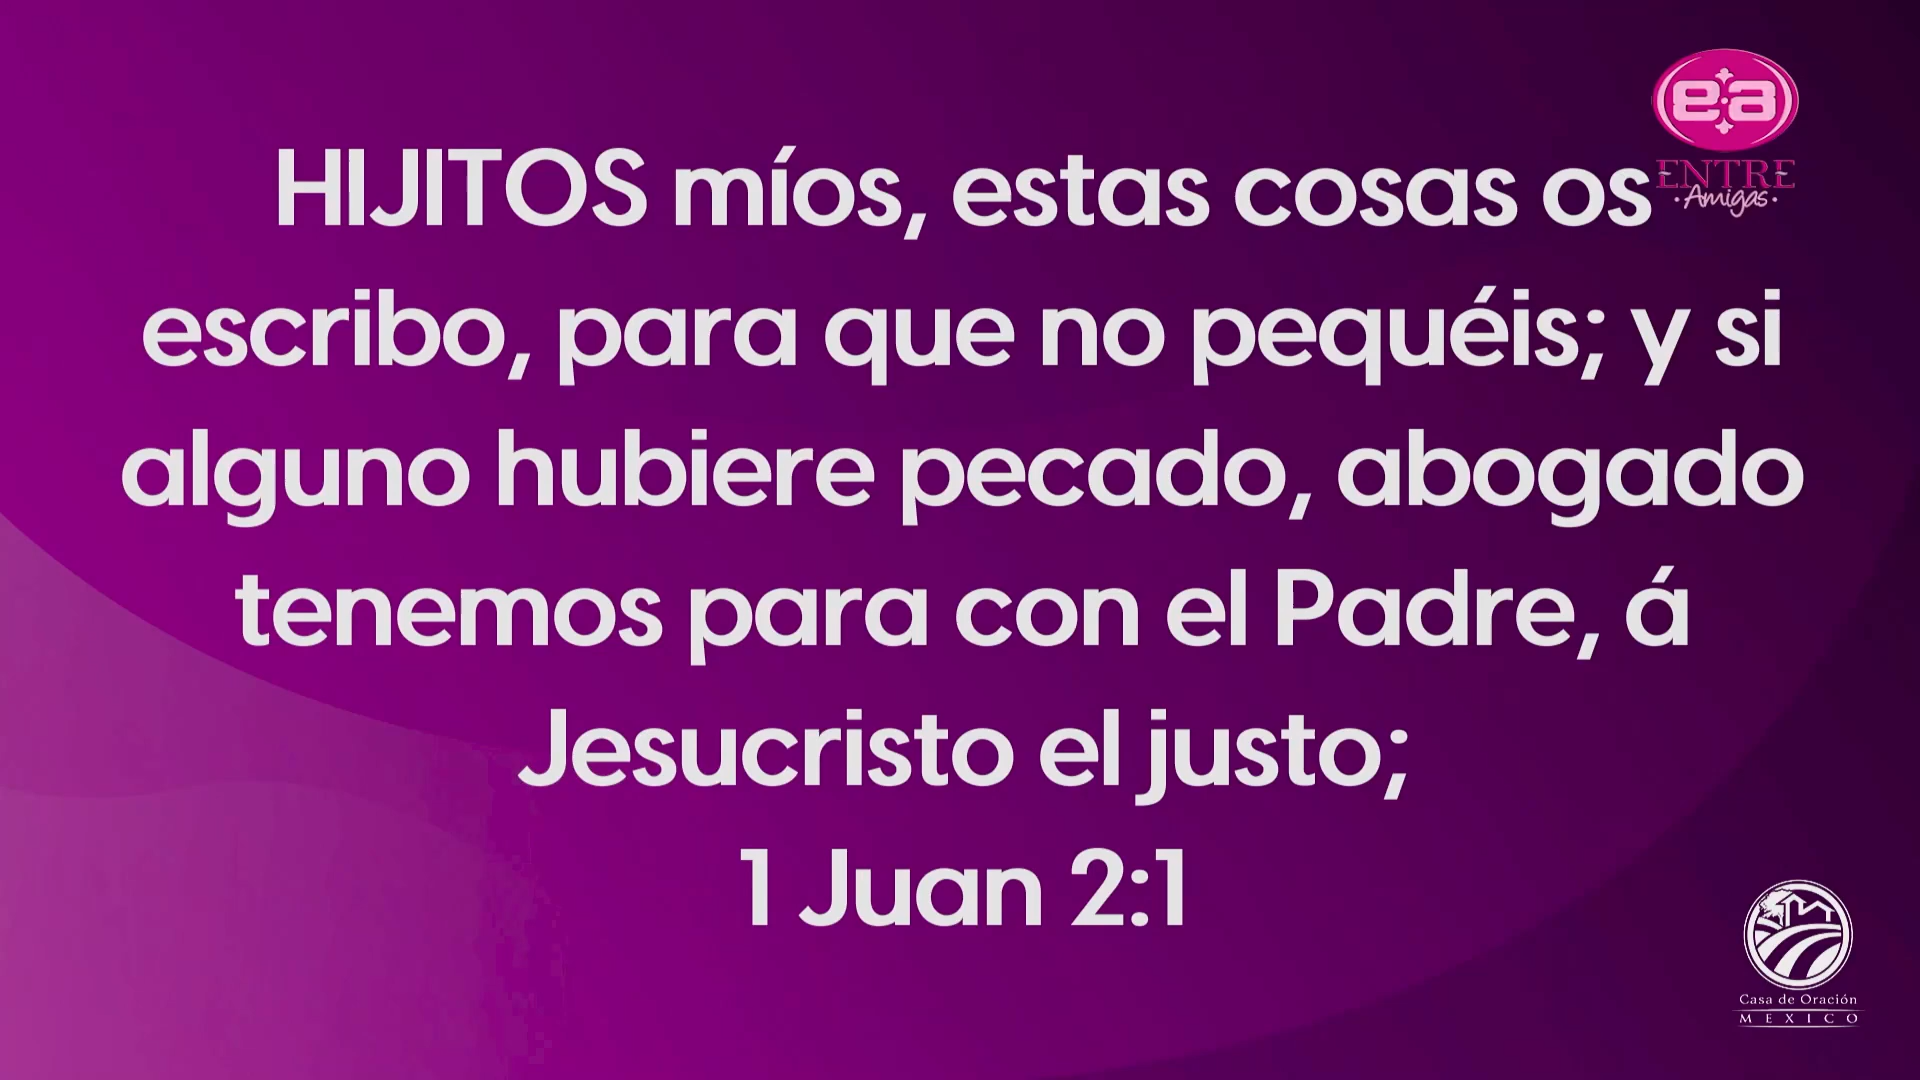 e·a
ENTRE
·Amigas·
HIJITOS míos, estas cosas os
escribo, para que no pequéis; y si
alguno hubiere pecado, abogado
tenemos para con el Padre, á
Jesucristo el justo;
1 Juan 2:1
Casa de Oración
MEXICO